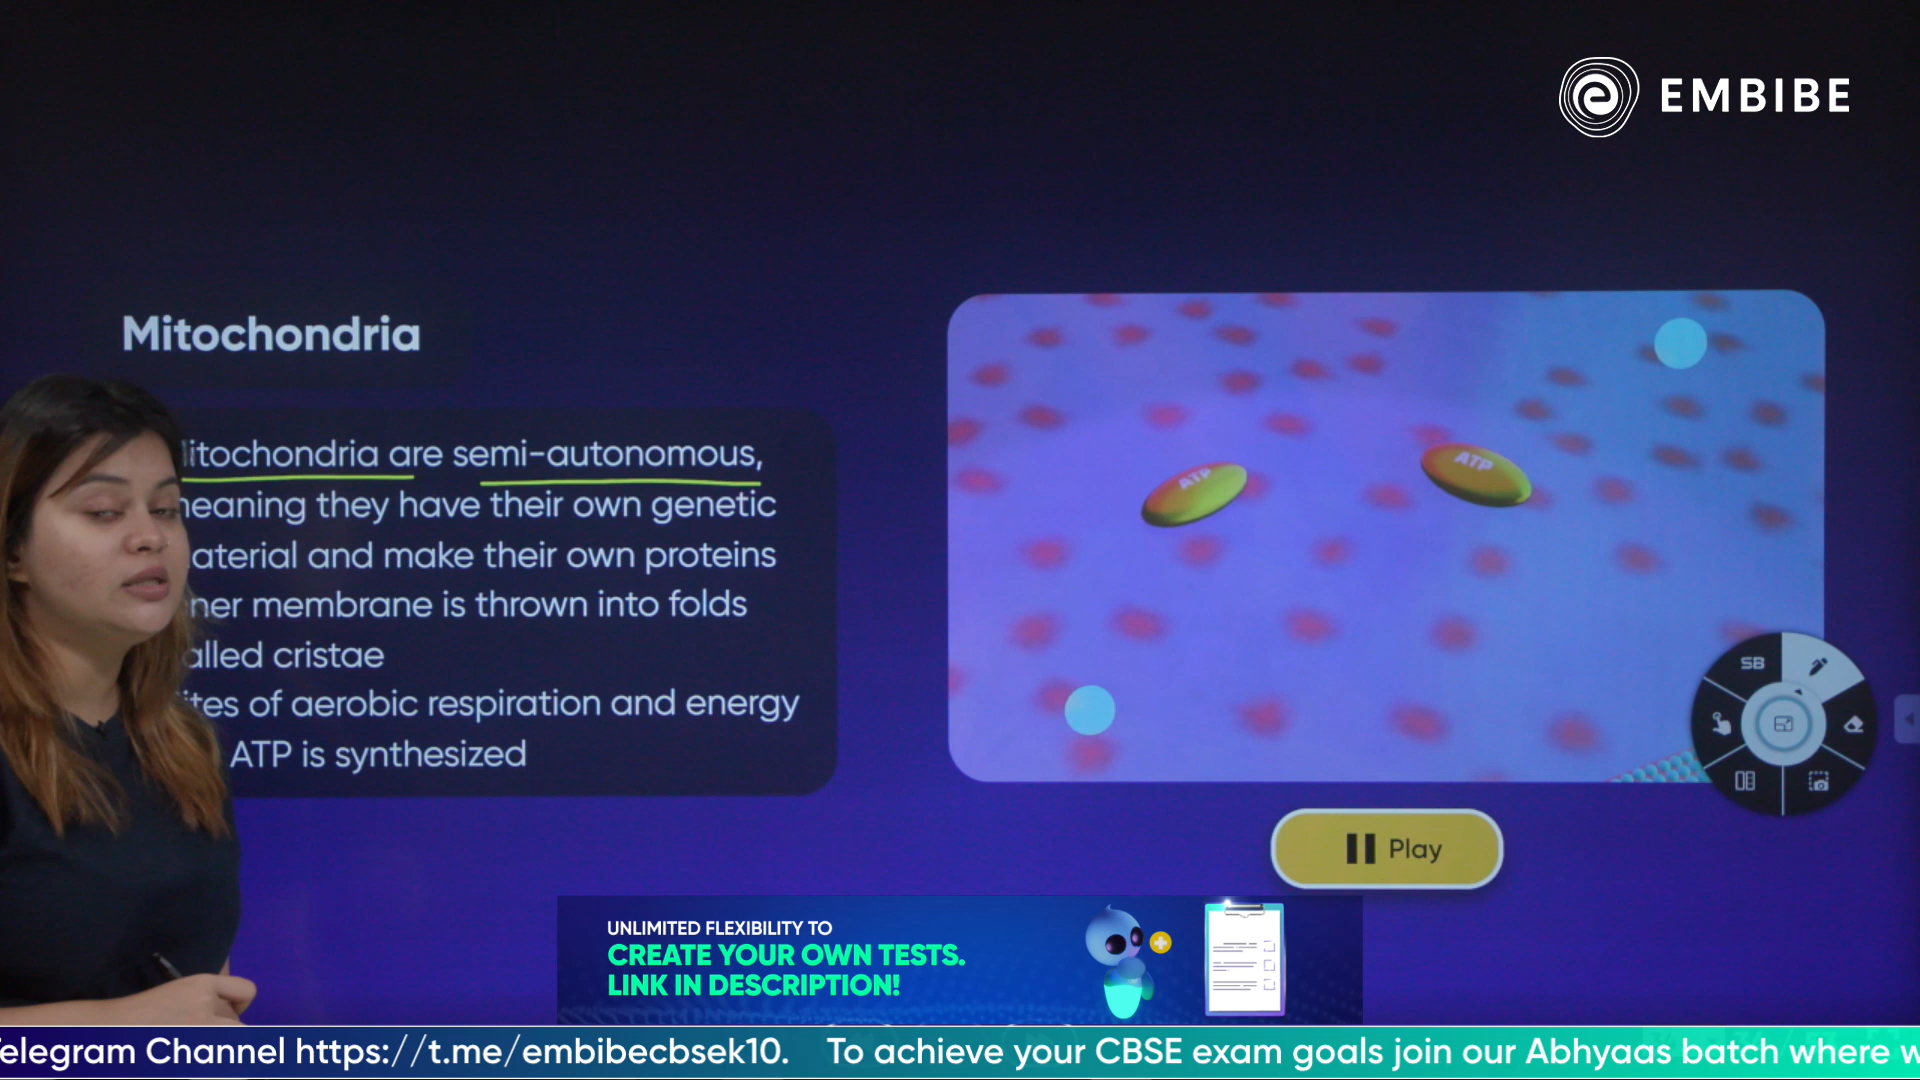 EMBIBE
Mitochondria
itochondria are semi-autonomous,
eaning they have their own genetic
aterial and make their own proteins
ner membrane is thrown into folds
alled cristae
tes of aerobic respiration and energy
ATP is synthesized
ATP
ATP
SB
Play
UNLIMITED FLEXIBILITY TO
CREATE YOUR OWN TESTS.
LINK IN DESCRIPTION!
elegram Channel https://t.me/embibecbsek10. To achieve your CBSE exam goals join our Abhyaas batch where w